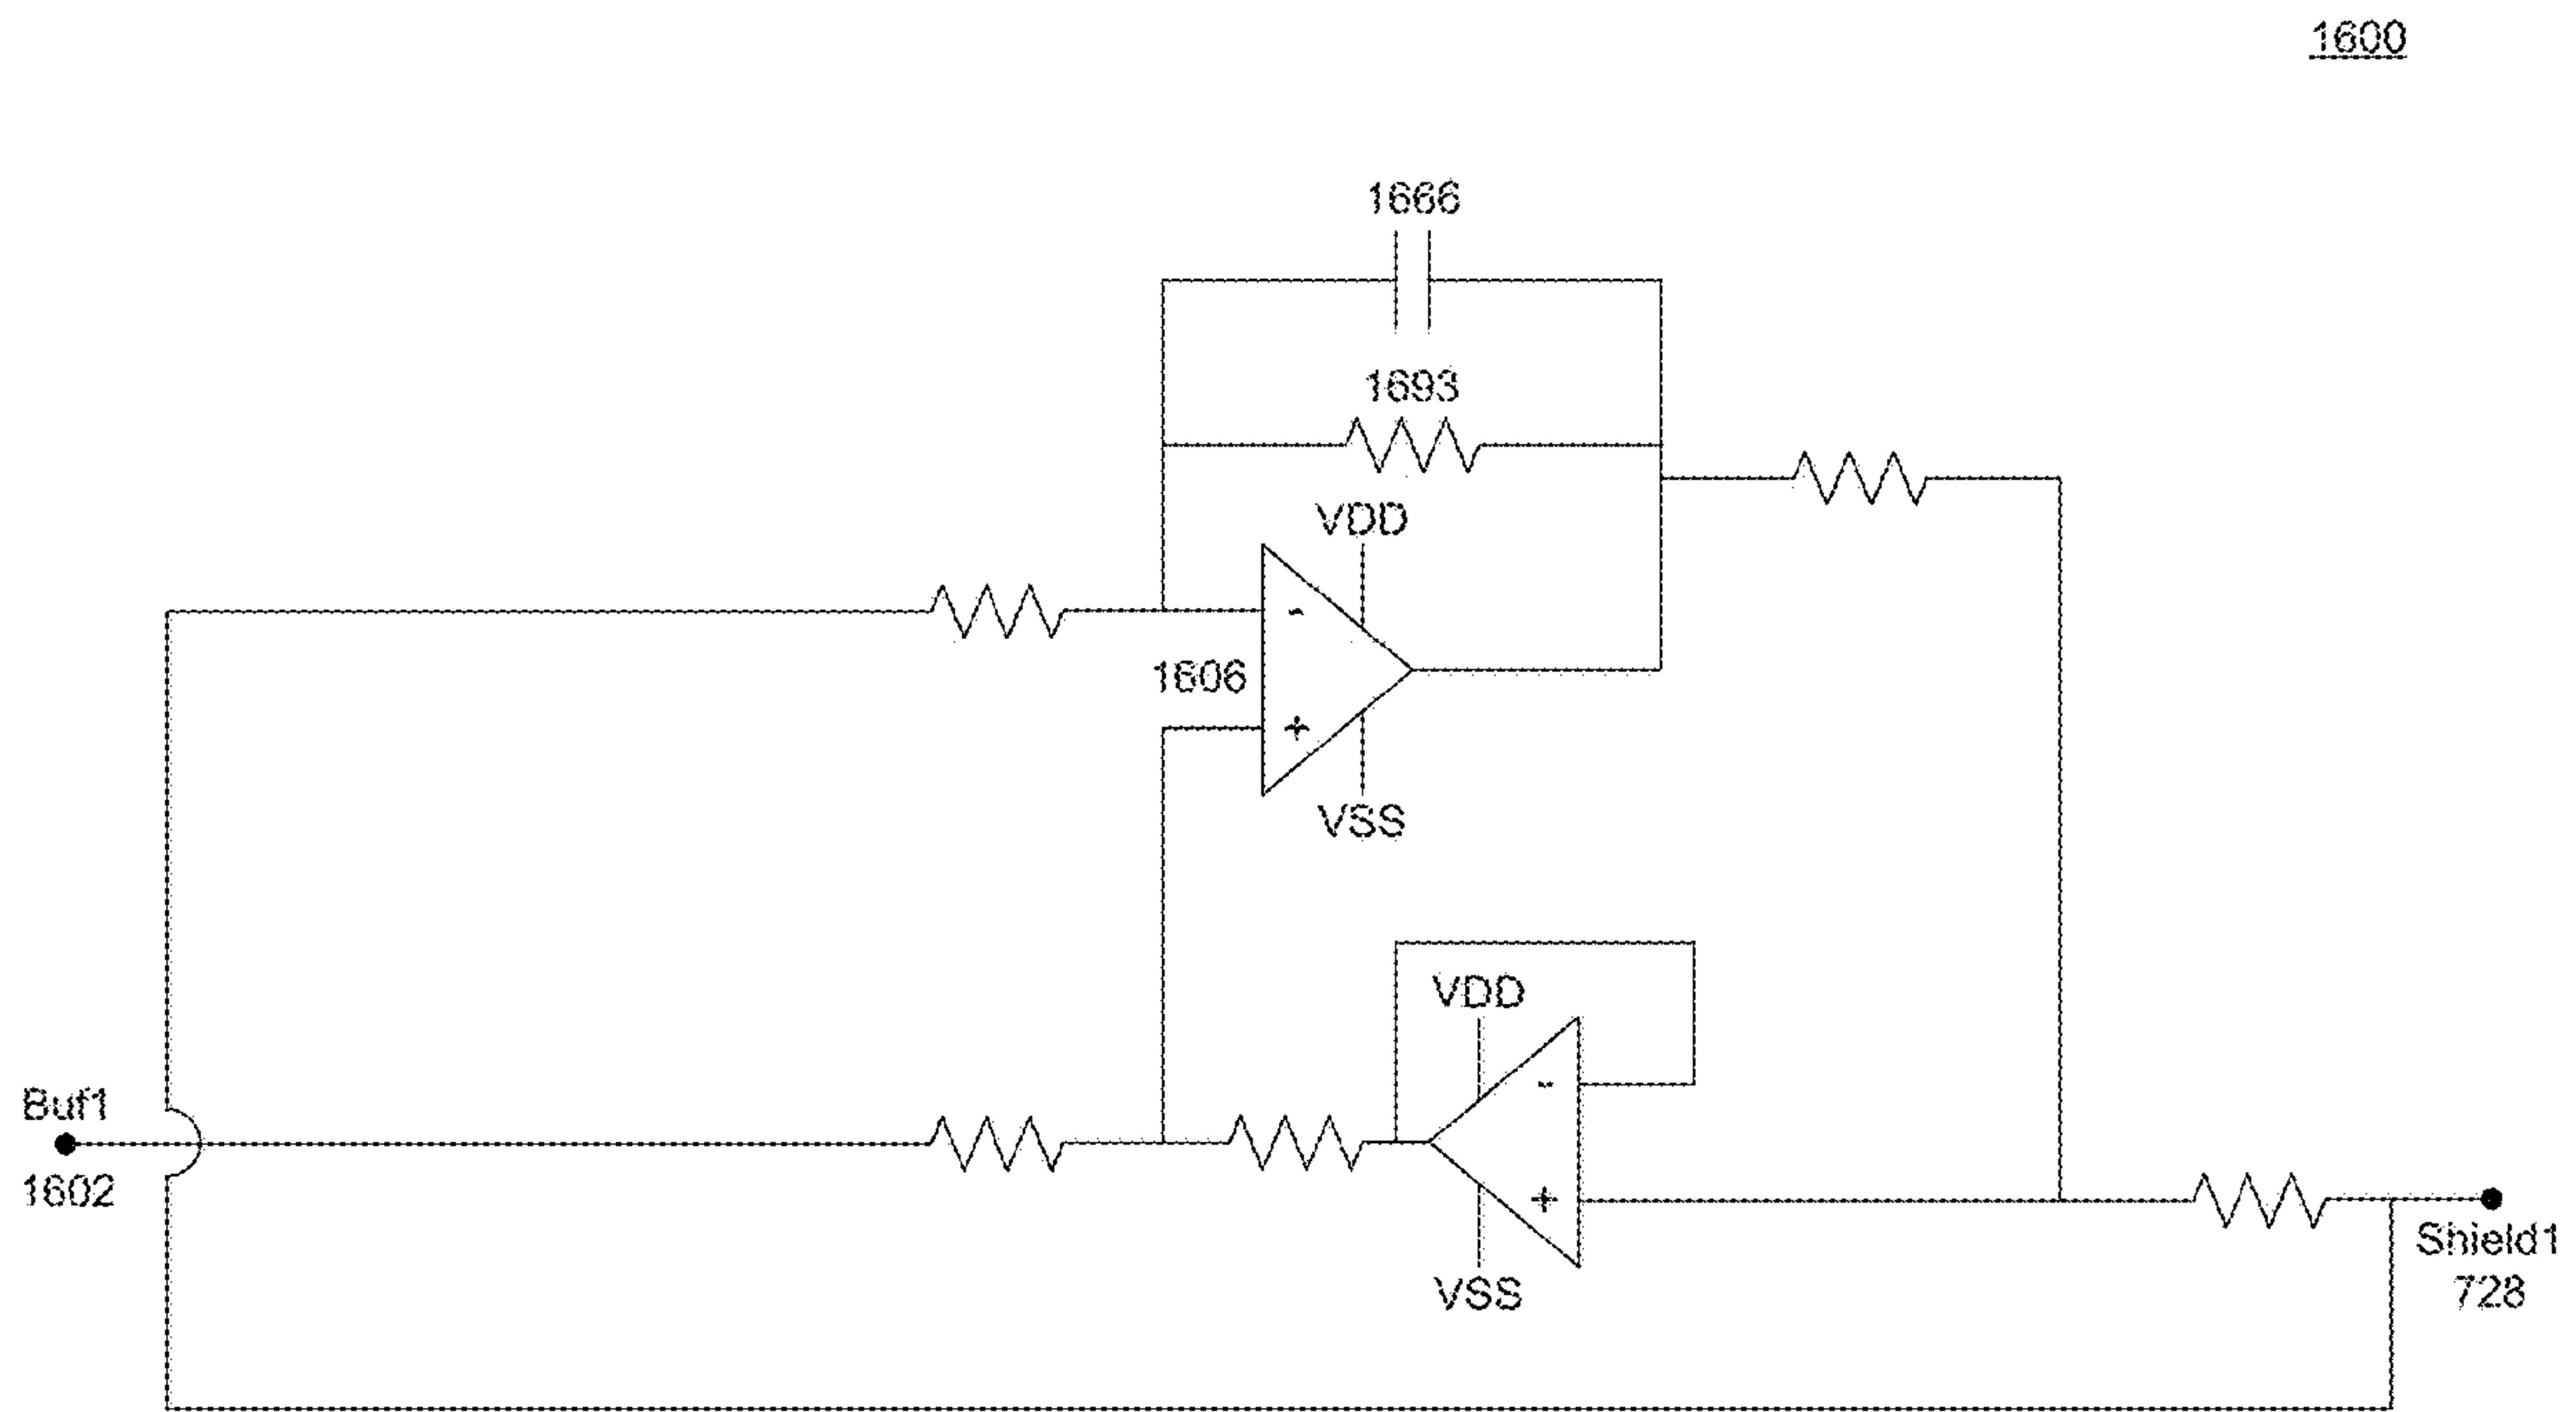 1600
1666
1693
VDD
-
1606
+
VSS
VDD
-
Buf1
1602
+
Shield1
728
VSS